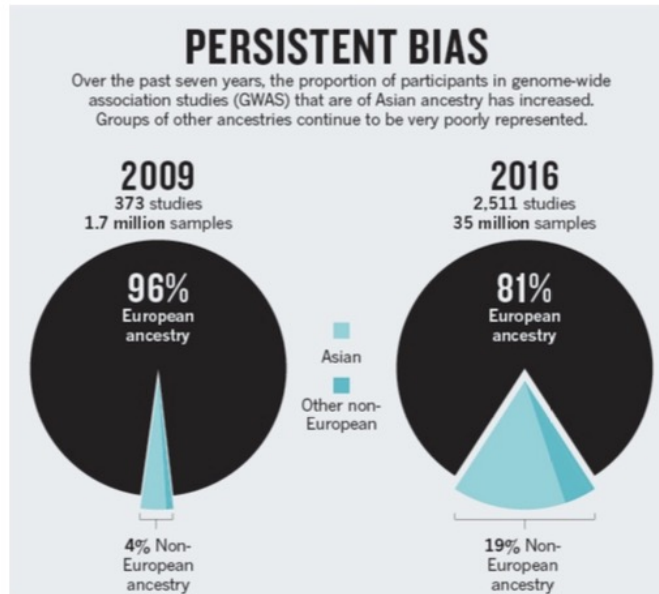 PERSISTENT BIAS
Over the past seven years, the proportion of participants in genome-wide
association studies (GWAS) that are of Asian ancestry has increased.
Groups of other ancestries continue to be very poorly represented.
2009
373 studies
1.7 million samples
96%
European
ancestry
4% Non-
European
ancestry
Asian
Other non-
European
2016
2,511 studies
35 million samples
81%
European
ancestry
19% Non-
European
ancestry